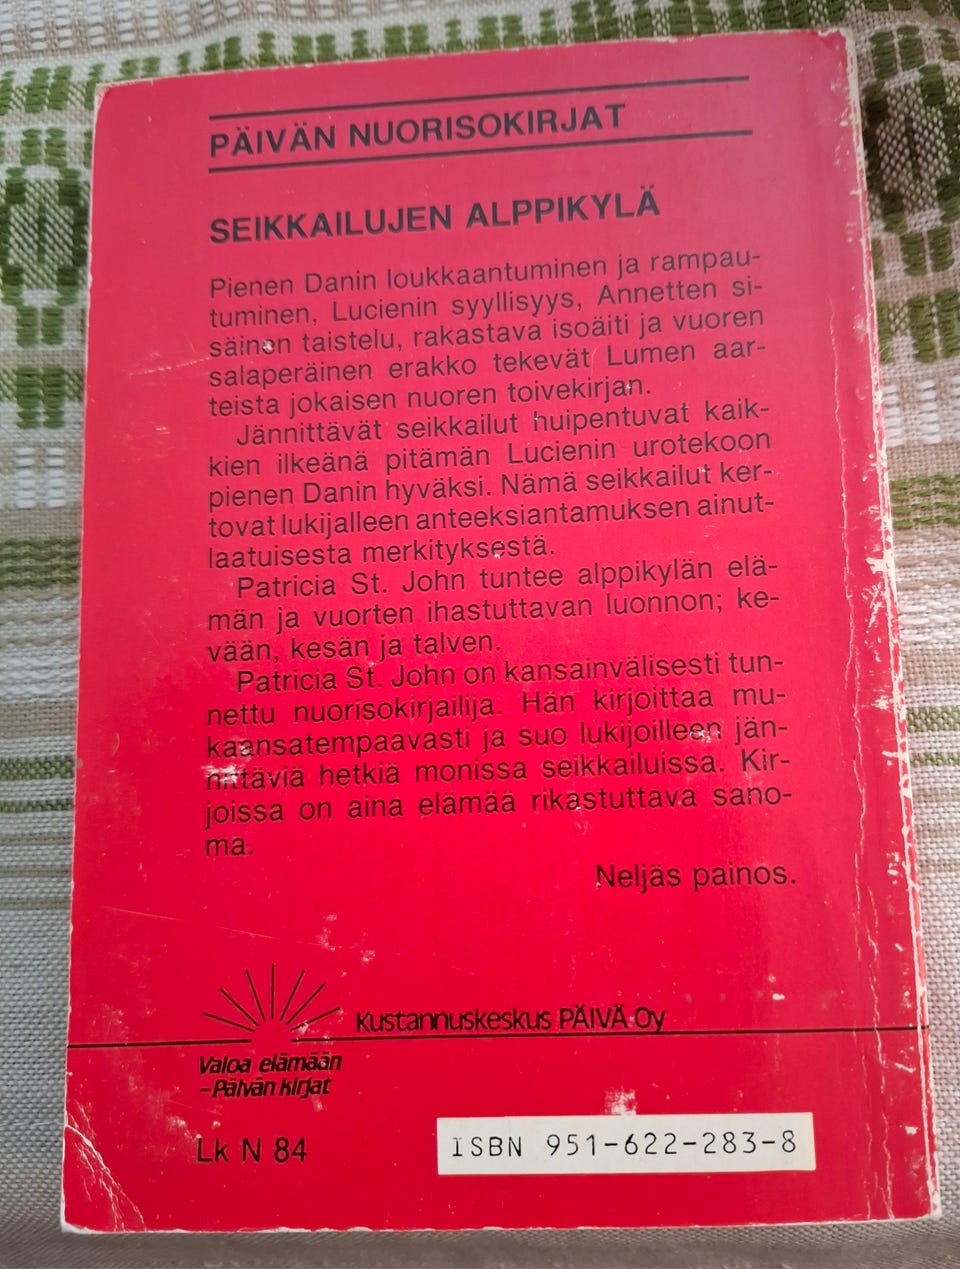 PÄIVÄN NUORISOKIRJAT
SEIKKAILUJEN ALPPIKYLÄ
Pienen Danin loukkaantuminen ja rampau-
tuminen, Lucienin syyllisyys, Annetten si-
säinen taistelu, rakastava isoäiti ja vuoren
salaperäinen erakko tekevät Lumen aar-
teista jokaisen nuoren toivekirjan.
Jännittävät seikkailut huipentuvat kaik-
kien ilkeänä pitämän Lucienin urotekoon
pienen Danin hyväksi. Nämä seikkailut ker-
tovat lukijalleen anteeksiantamuksen ainut-
laatuisesta merkityksestä.
Patricia St. John tuntee alppikylän elä-
män ja vuorten ihastuttavan luonnon; ke-
vään, kesän ja talven.
Patricia St. John on kansainvälisesti tun-
nettu nuorisokirjailija. Hän kirjoittaa mu-
kaansatempaavasti ja suo lukijoilleen jän-
nittäviä hetkiä monissa seikkailuissa. Kir-
joissa on aina elämää rikastuttava sano-
ma.
Neljäs painos.
Kustannuskeskus PÄIVÄ Oy
Valoa elämään
–Päivän kirjat
Lk N 84
ISBN 951-622-283-8